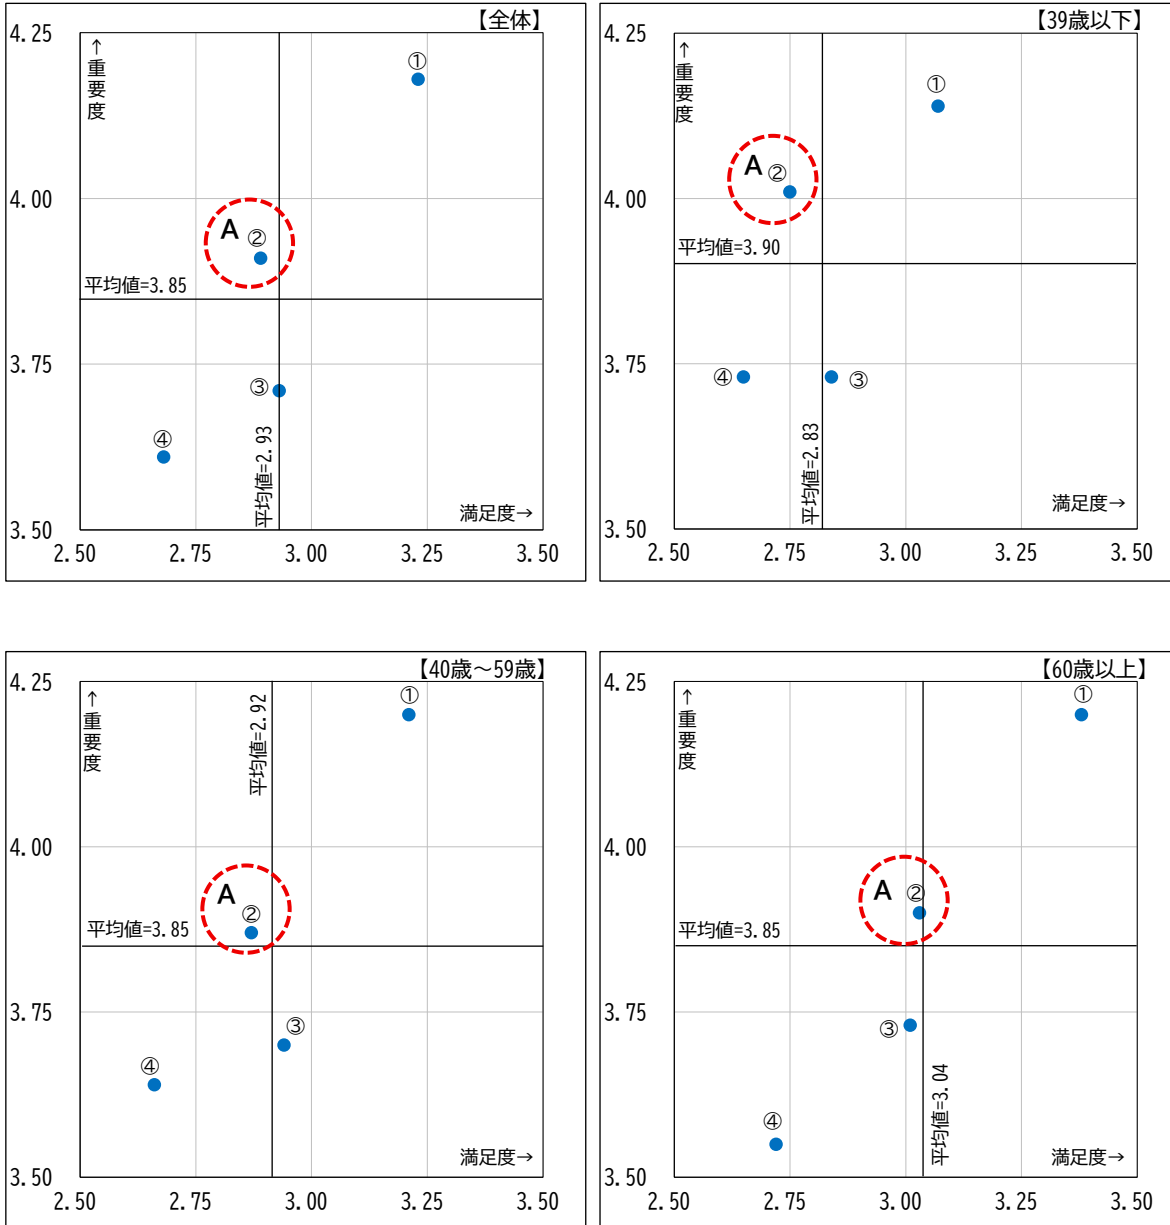 【全体】
4.25
↑重要度
①
4.00
A
②
平均値=3.85
3.75
③
④
平均値=2.93
満足度→
3.50
2.50 2.75 3.00 3.25 3.50
【39歳以下】
4.25
↑重要度
①
A
②
4.00
平均値=3.90
3.75
④
③
平均値=2.83
満足度→
3.50
2.50 2.75 3.00 3.25 3.50
【40歳～59歳】
4.25
↑重要度
①
平均値=2.92
4.00
A
②
平均値=3.85
3.75
③
④
満足度→
3.50
2.50 2.75 3.00 3.25 3.50
【60歳以上】
4.25
↑重要度
①
4.00
A
②
平均値=3.85
3.75
③
平均値=3.04
④
満足度→
3.50
2.50 2.75 3.00 3.25 3.50